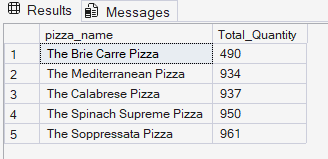 Results Messages
pizza_name Total_Quantity
1 The Brie Carre Pizza 490
2 The Mediterranean Pizza 934
3 The Calabrese Pizza 937
4 The Spinach Supreme Pizza 950
5 The Soppressata Pizza 961